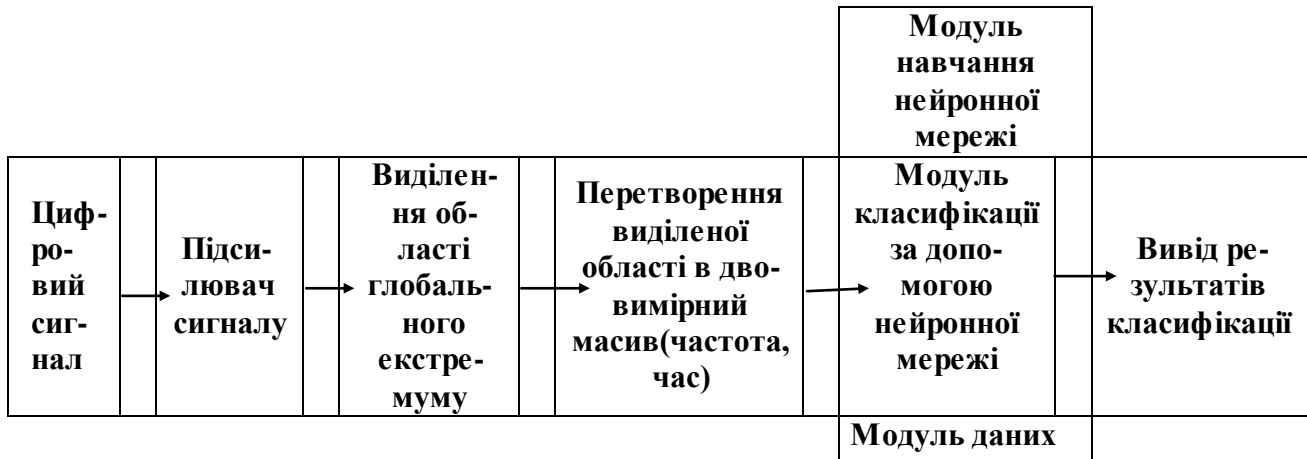 Модуль
навчання
нейронної
мережі
Циф-
ро-
вий
сиг-
нал
Підси-
лювач
сигналу
Виділен-
ня об-
ласті
глобаль-
ного
екстре-
муму
Перетворення
виділеної
області в дво-
вимірний
масив(частота,
час)
Модуль
класифікації
за допо-
могою
нейронної
мережі
Вивід ре-
зультатів
класифікації
Модуль даних